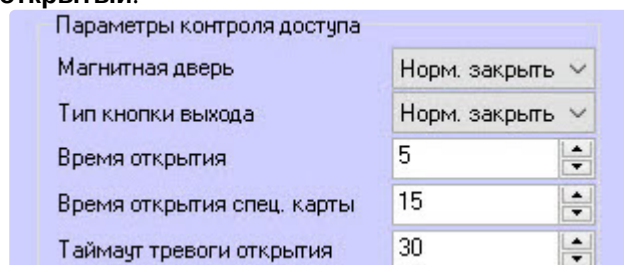 открытый.
Параметры контроля доступа
Магнитная дверь Норм. закрыть
Тип кнопки выхода Норм. закрыть
Время открытия 5
Время открытия спец. карты 15
Таймаут тревоги открытия 30